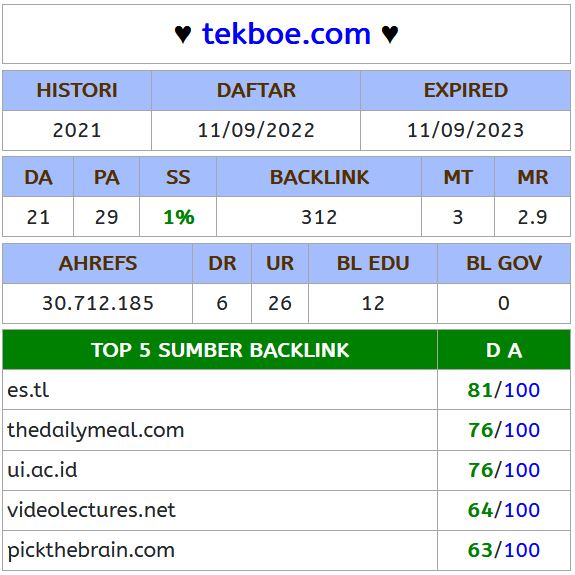 ♥ tekboe.com ♥
HISTORI DAFTAR EXPIRED
2021 11/09/2022 11/09/2023
DA PA SS BACKLINK MT MR
21 29 1% 312 3 2.9
AHREFS DR UR BL EDU BL GOV
30.712.185 6 26 12 0
TOP 5 SUMBER BACKLINK D A
es.tl 81/100
thedailymeal.com 76/100
ui.ac.id 76/100
videolectures.net 64/100
pickthebrain.com 63/100